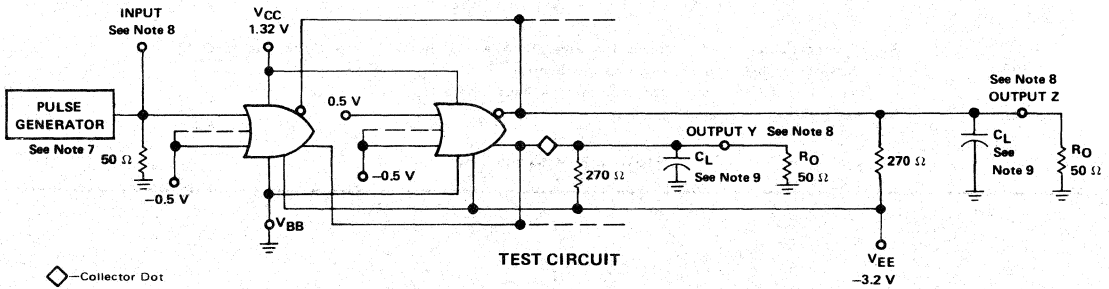 INPUT
See Note 8
VCC
1.32 V
PULSE
GENERATOR
See Note 7
50 Ω
−0.5 V
VBB
0.5 V
−0.5 V
OUTPUT Y See Note 8
CL
See Note 9
270 Ω
RO
50 Ω
270 Ω
See Note 8
OUTPUT Z
CL
See
Note 9
RO
50 Ω
VEE
−3.2 V
TEST CIRCUIT
−Collector Dot